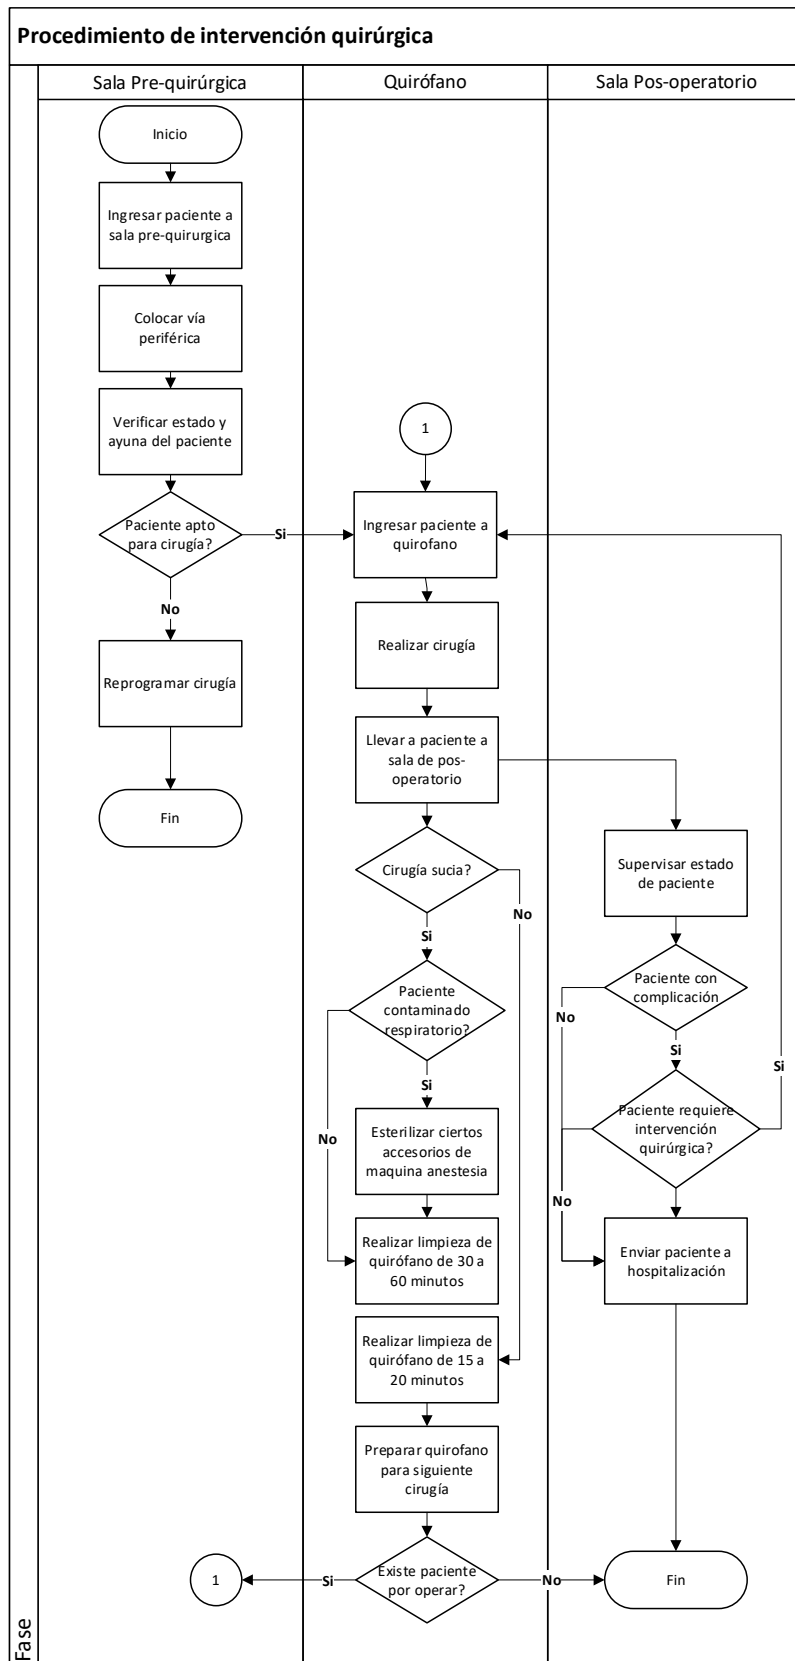 Procedimiento de intervención quirúrgica
Sala Pre-quirúrgica
Quirófano
Sala Pos-operatorio
Inicio
Ingresar paciente a
sala pre-quirurgica
Colocar vía
periférica
Verificar estado y
ayuna del paciente
Paciente apto
para cirugía?
Si
No
Reprogramar cirugía
Fin
1
Ingresar paciente a
quirofano
Realizar cirugía
Llevar a paciente a
sala de pos-
operatorio
Cirugía sucia?
No
Si
Paciente
contaminado
respiratorio?
Si
No
Esterilizar ciertos
accesorios de
maquina anestesia
Realizar limpieza de
quirófano de 30 a
60 minutos
Realizar limpieza de
quirófano de 15 a
20 minutos
Preparar quirofano
para siguiente
cirugía
Existe paciente
por operar?
Si
1
No
Supervisar estado
de paciente
Paciente con
complicación
No
Si
Paciente requiere
intervención
quirúrgica?
Si
No
Enviar paciente a
hospitalización
Fin
Fase